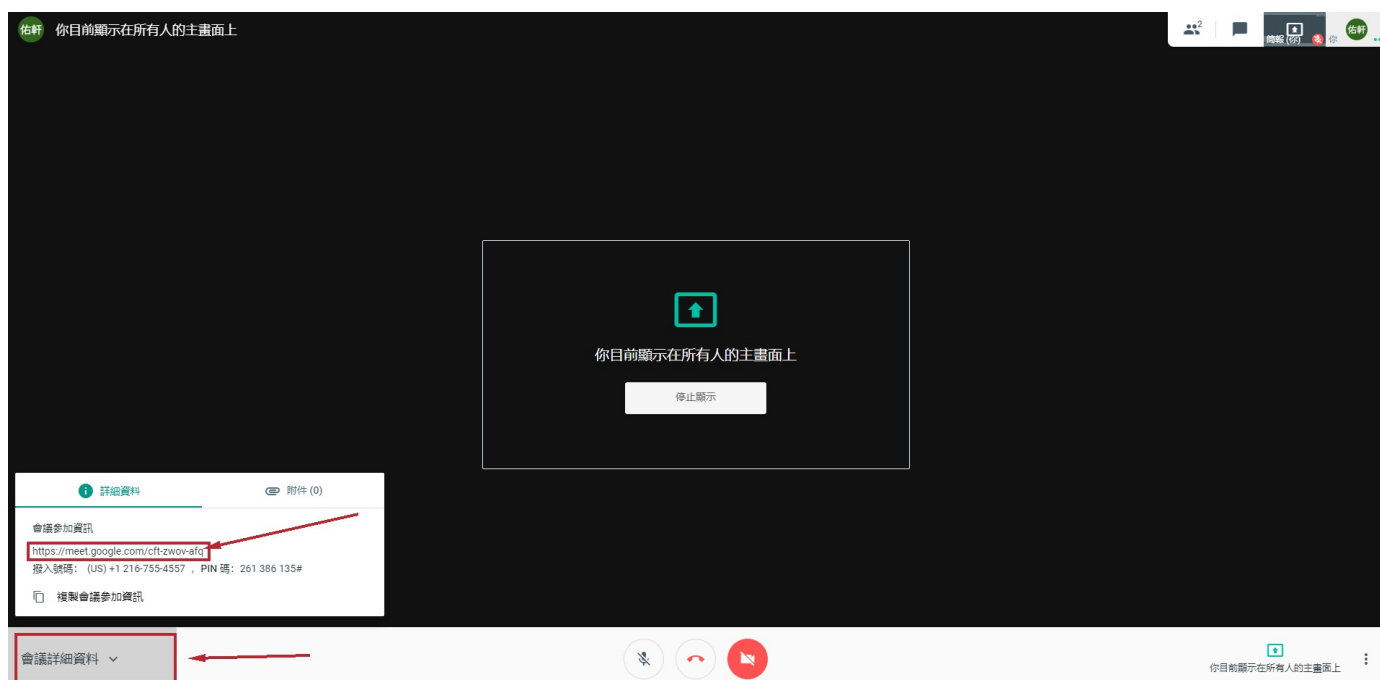 佑軒 你目前顯示在所有人的主畫面上
2
簡報 (你) 你 佑軒
你目前顯示在所有人的主畫面上
停止顯示
詳細資料 附件 (0)
會議參加資訊
https://meet.google.com/cft-zwov-afq
撥入號碼： (US) +1 216-755-4557 ， PIN 碼： 261 386 135#
複製會議參加資訊
會議詳細資料
你目前顯示在所有人的主畫面上